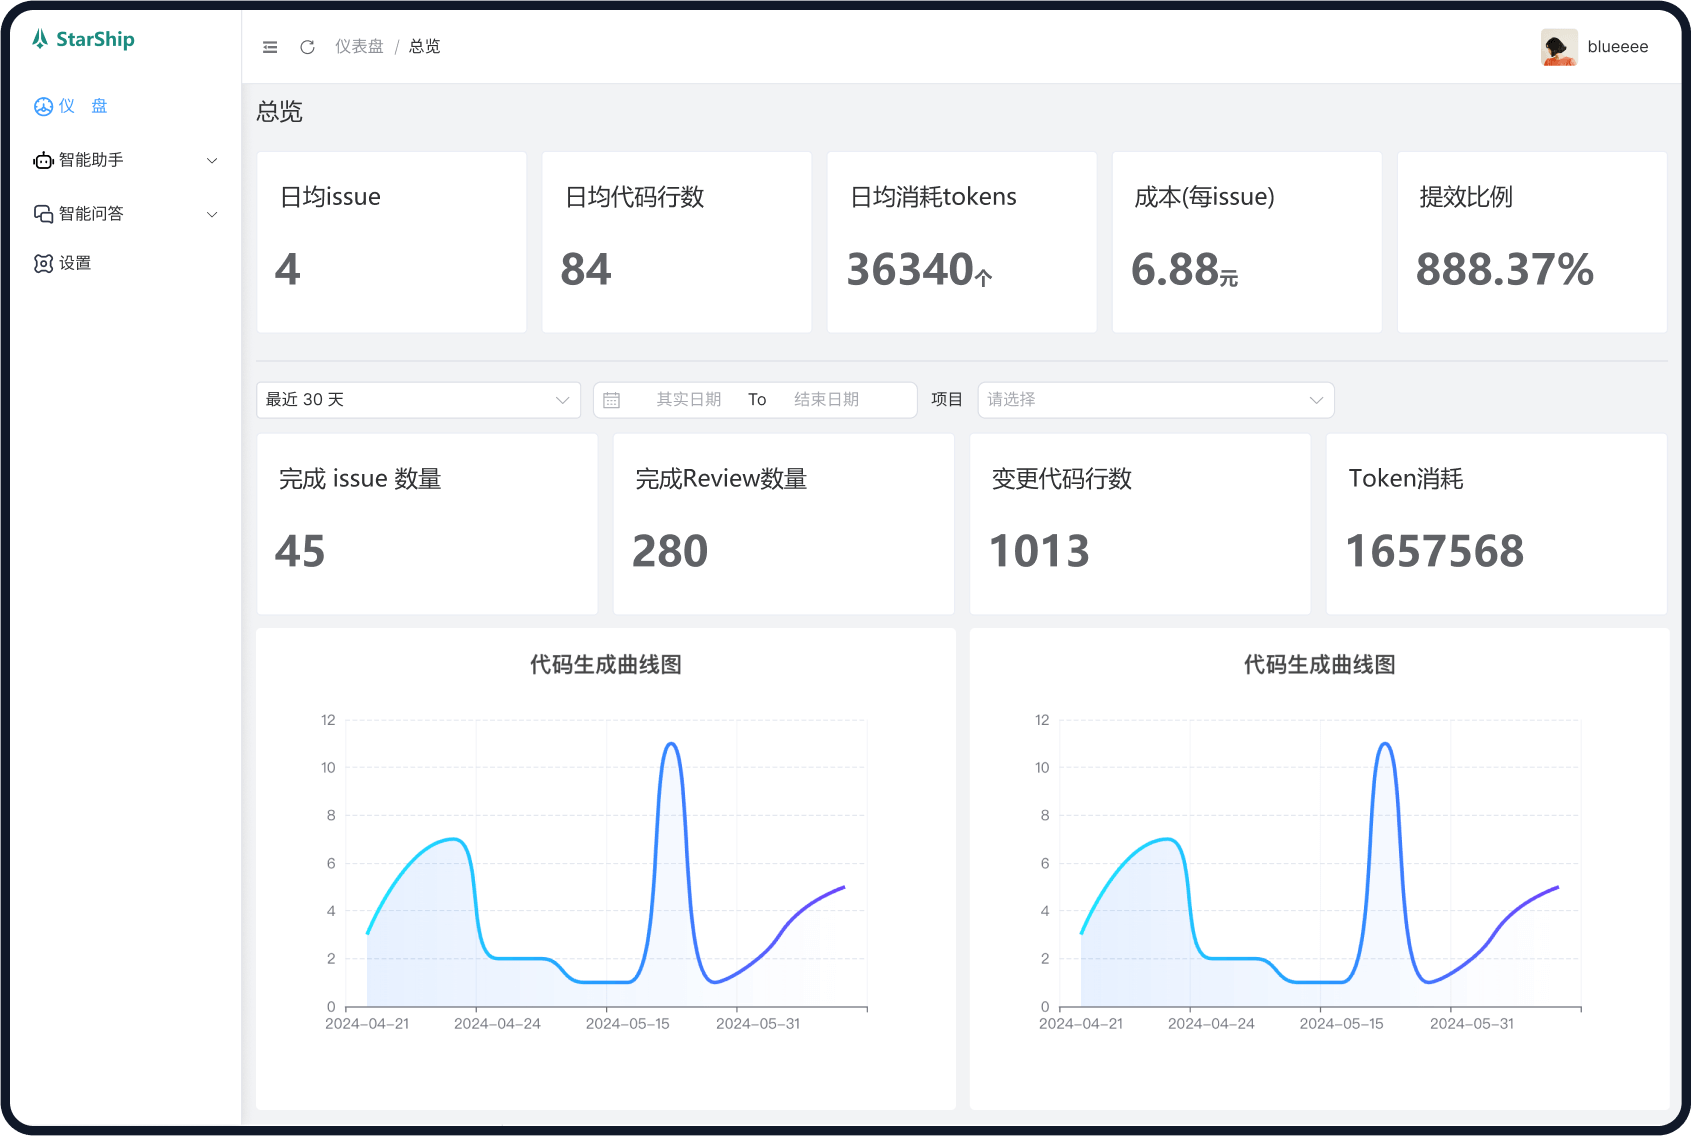 StarShip
仪 盘
智能助手
智能问答
设置
仪表盘 / 总览
blueeee
总览
日均issue
4
日均代码行数
84
日均消耗tokens
36340个
成本(每issue)
6.88元
提效比例
888.37%
最近 30 天
其实日期 To 结束日期
项目
请选择
完成 issue 数量
45
完成Review数量
280
变更代码行数
1013
Token消耗
1657568
代码生成曲线图
12
10
8
6
4
2
0
2024-04-21 2024-04-24 2024-05-15 2024-05-31
代码生成曲线图
12
10
8
6
4
2
0
2024-04-21 2024-04-24 2024-05-15 2024-05-31